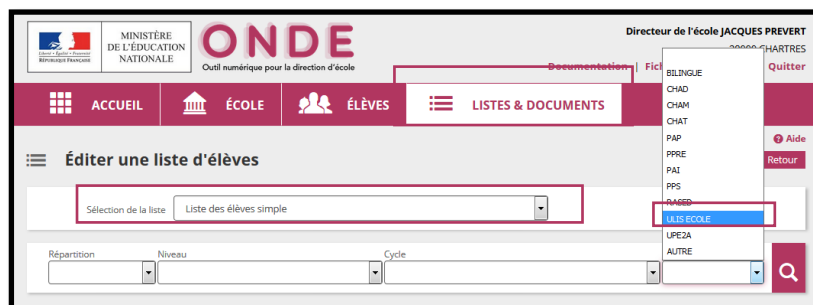 MINISTÈRE
DE L'ÉDUCATION
NATIONALE
Liberté • Égalité • Fraternité
RÉPUBLIQUE FRANÇAISE
ONDE
Outil numérique pour la direction d'école
Directeur de l'école JACQUES PREVERT
CHARTRES
Documentation | Fich
Quitter
ACCUEIL
ÉCOLE
ÉLÈVES
LISTES & DOCUMENTS
Aide
Éditer une liste d'élèves
Retour
Sélection de la liste
Liste des élèves simple
Répartition
Niveau
Cycle
BILINGUE
CHAD
CHAM
CHAT
PAP
PPRE
PAI
PPS
RASED
ULIS ECOLE
UPE2A
AUTRE